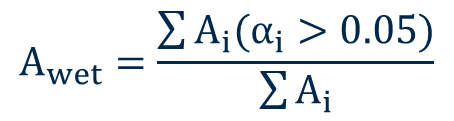 A_wet = ∑ A_i(α_i > 0.05) / ∑ A_i